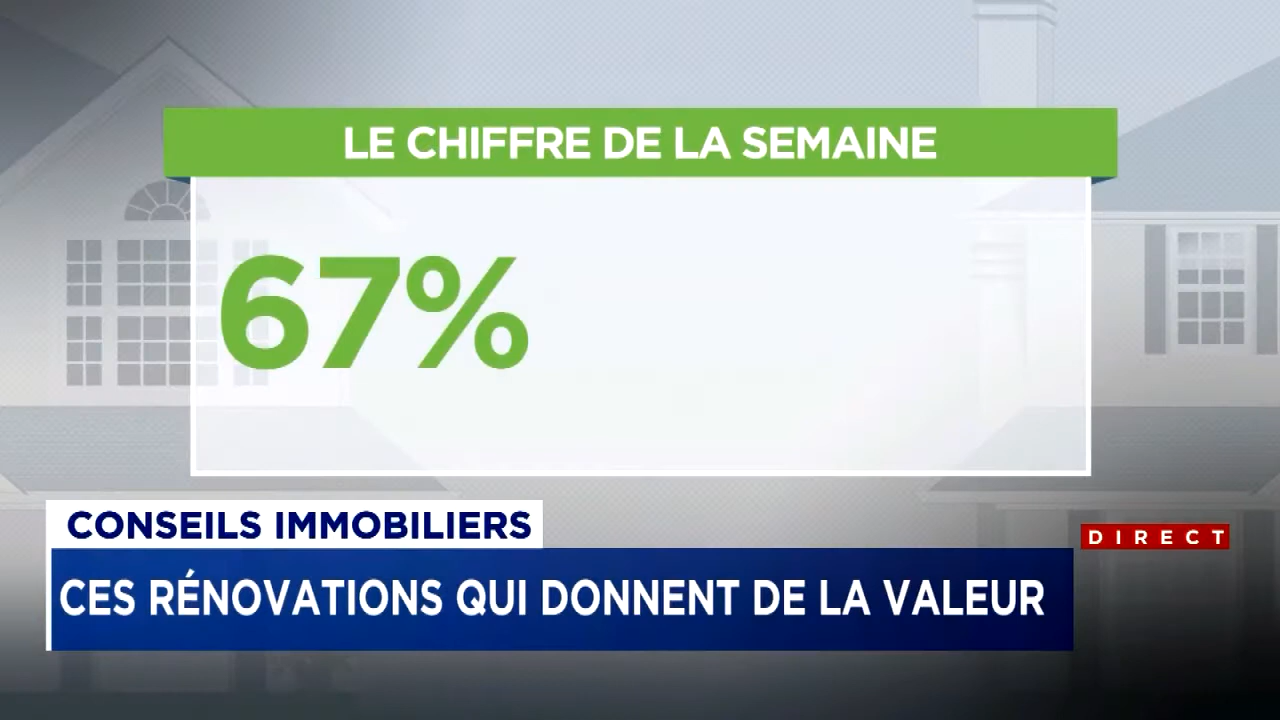 LE CHIFFRE DE LA SEMAINE
67%
CONSEILS IMMOBILIERS
DIRECT
CES RÉNOVATIONS QUI DONNENT DE LA VALEUR